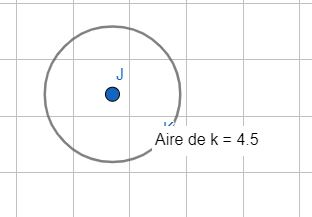 J
Aire de k = 4.5